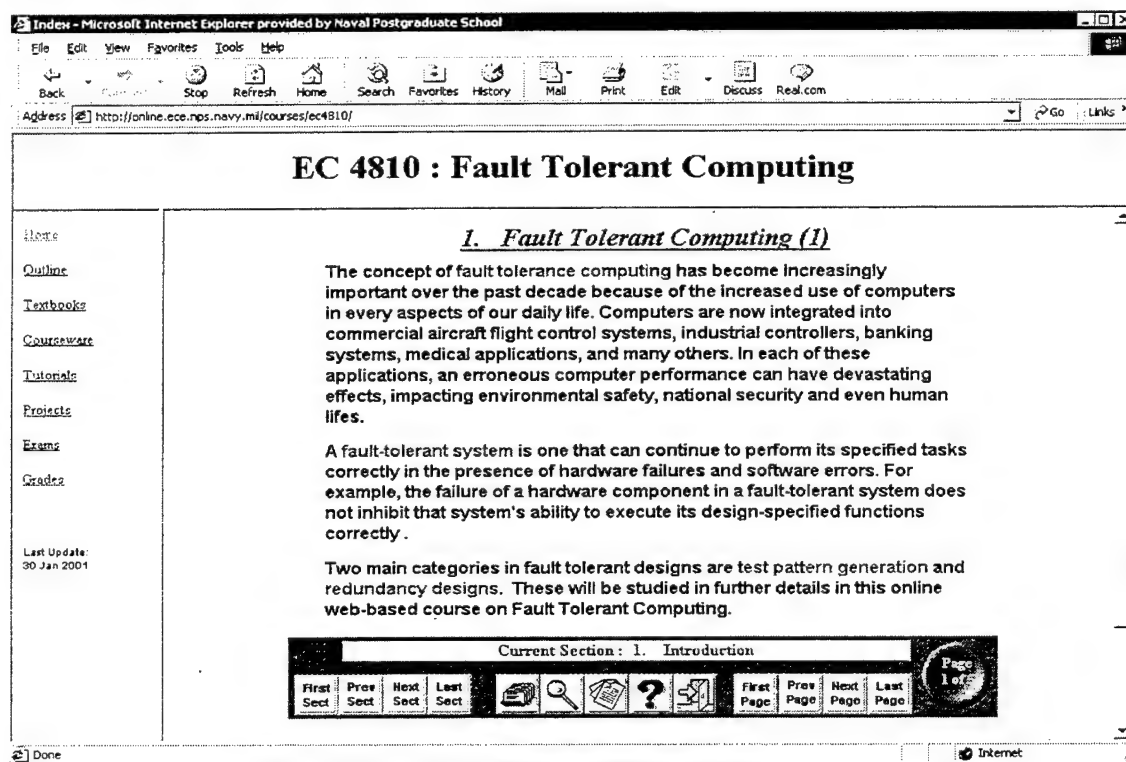 Index - Microsoft Internet Explorer provided by Naval Postgraduate School
File Edit View Favorites Tools Help
Back Stop Refresh Home Search Favorites History Mail Print Edit Discuss Real.com
Address http://online.ece.nps.navy.mil/courses/ec4810/ Go Links
EC 4810 : Fault Tolerant Computing
Home
Outline
Textbooks
Courseware
Tutorials
Projects
Exams
Grades
Last Update:
30 Jan 2001
1. Fault Tolerant Computing (1)
The concept of fault tolerance computing has become increasingly
important over the past decade because of the increased use of computers
in every aspects of our daily life. Computers are now integrated into
commercial aircraft flight control systems, industrial controllers, banking
systems, medical applications, and many others. In each of these
applications, an erroneous computer performance can have devastating
effects, impacting environmental safety, national security and even human
lifes.
A fault-tolerant system is one that can continue to perform its specified tasks
correctly in the presence of hardware failures and software errors. For
example, the failure of a hardware component in a fault-tolerant system does
not inhibit that system's ability to execute its design-specified functions
correctly .
Two main categories in fault tolerant designs are test pattern generation and
redundancy designs. These will be studied in further details in this online
web-based course on Fault Tolerant Computing.
Current Section : 1. Introduction
First Sect Prev Sect Next Sect Last Sect ? First Page Prev Page Next Page Last Page
Page
1 of
Done Internet